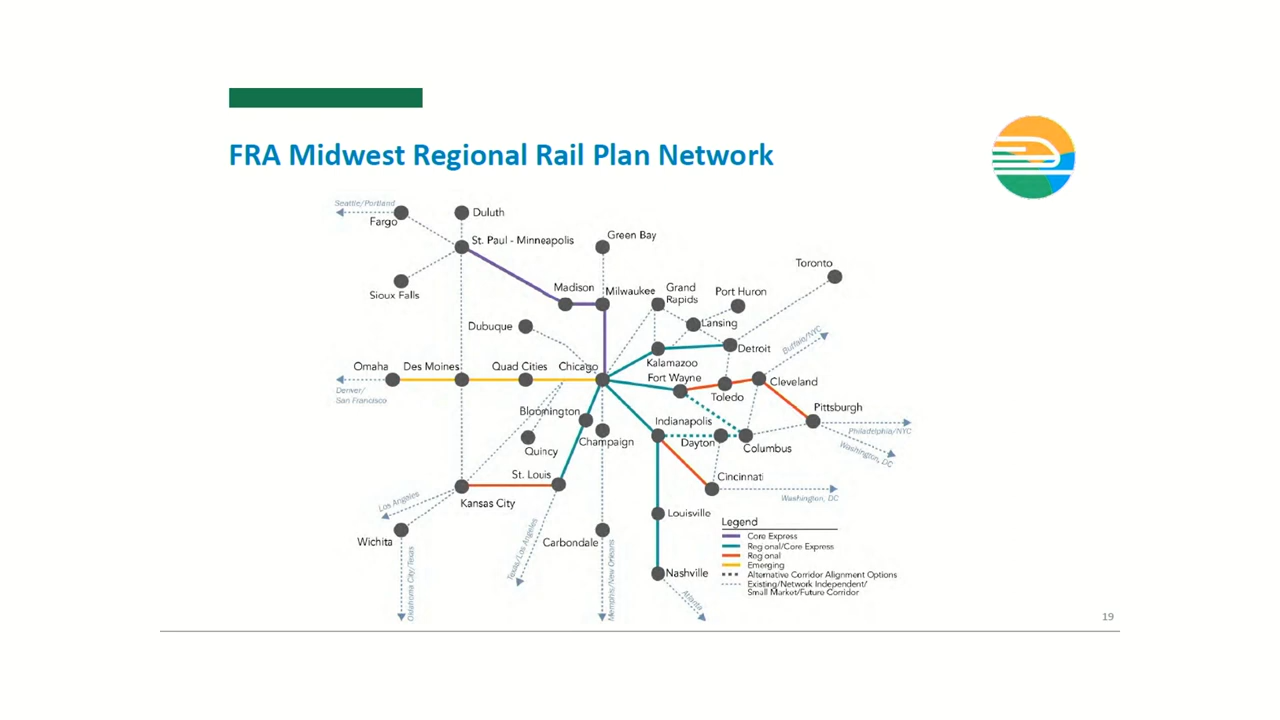 FRA Midwest Regional Rail Plan Network
Seattle/Portland
Fargo
Duluth
St. Paul - Minneapolis
Green Bay
Sioux Falls
Toronto
Madison
Milwaukee
Grand
Rapids
Port Huron
Dubuque
Lansing
Detroit
Buffalo/NYC
Kalamazoo
Omaha
Des Moines
Quad Cities
Chicago
Fort Wayne
Cleveland
Toledo
Denver/
San Francisco
Bloomington
Indianapolis
Pittsburgh
Philadelphia/NYC
Champaign
Dayton
Columbus
Quincy
Washington, DC
St. Louis
Cincinnati
Los Angeles
Kansas City
Washington, DC
Louisville
Wichita
Carbondale
Texas/Los Angeles
Oklahoma City/Texas
Memphis/New Orleans
Nashville
Atlanta
Legend
Core Express
Regional/Core Express
Regional
Emerging
Alternative Corridor Alignment Options
Existing/Network Independent/
Small Market/Future Corridor
19